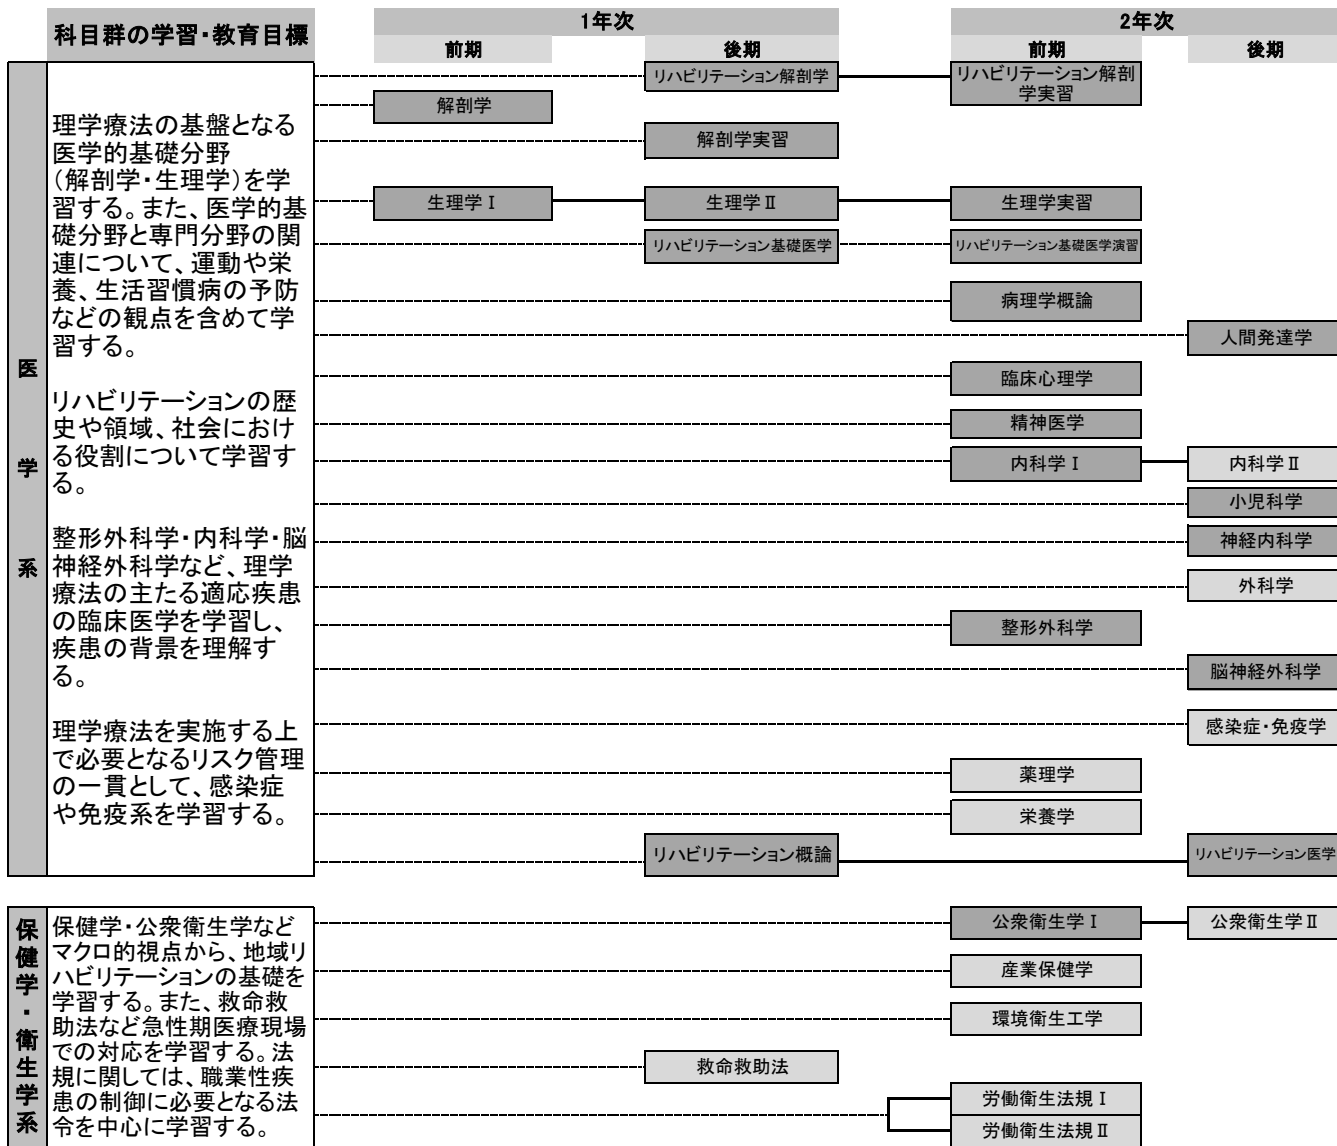 科目群の学習・教育目標
1年次
2年次
前期
後期
前期
後期
医学系
理学療法の基盤となる
医学的基礎分野
（解剖学・生理学）を学
習する。また、医学的基
礎分野と専門分野の関
連について、運動や栄
養、生活習慣病の予防
などの観点を含めて学
習する。
リハビリテーションの歴
史や領域、社会におけ
る役割について学習す
る。
整形外科学・内科学・脳
神経外科学など、理学
療法の主たる適応疾患
の臨床医学を学習し、
疾患の背景を理解す
る。
理学療法を実施する上
で必要となるリスク管理
の一貫として、感染症
や免疫系を学習する。
リハビリテーション解剖学
リハビリテーション解剖
学実習
解剖学
解剖学実習
生理学Ⅰ
生理学Ⅱ
生理学実習
リハビリテーション基礎医学
リハビリテーション基礎医学演習
病理学概論
人間発達学
臨床心理学
精神医学
内科学Ⅰ
内科学Ⅱ
小児科学
神経内科学
外科学
整形外科学
脳神経外科学
感染症・免疫学
薬理学
栄養学
リハビリテーション概論
リハビリテーション医学
保健学・衛生学系
保健学・公衆衛生学など
マクロ的視点から、地域リ
ハビリテーションの基礎を
学習する。また、救命救
助法など急性期医療現場
での対応を学習する。法
規に関しては、職業性疾
患の制御に必要となる法
令を中心に学習する。
公衆衛生学Ⅰ
公衆衛生学Ⅱ
産業保健学
環境衛生工学
救命救助法
労働衛生法規Ⅰ
労働衛生法規Ⅱ